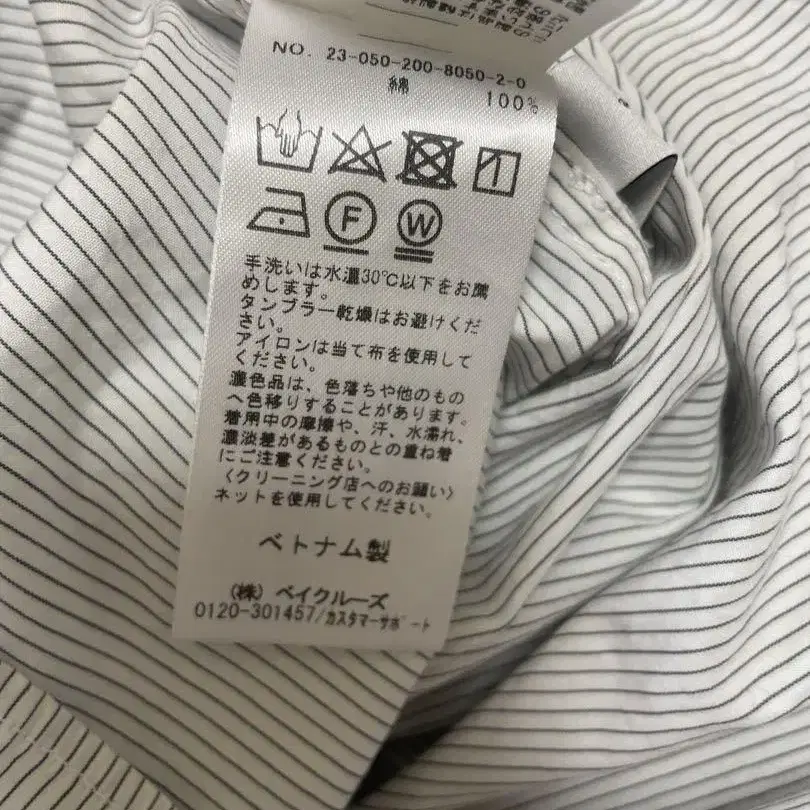 NO. 23-050-200-8050-2-0
綿
100%
F
W
手洗いは水温30℃以下をお薦
めします。
タンブラー乾燥はお避けくだ
さい。
アイロンは当て布を使用して
ください。
濃色品は、色落ちや他のもの
へ色移りすることがあります。
着用中の摩擦や、汗、水濡れ、
濃淡差があるものとの重ね着
にご注意ください。
〈クリーニング店へのお願い〉
ネットを使用してください。
ベトナム製
(株) ベイクルーズ
0120-301457/カスタマーサポート